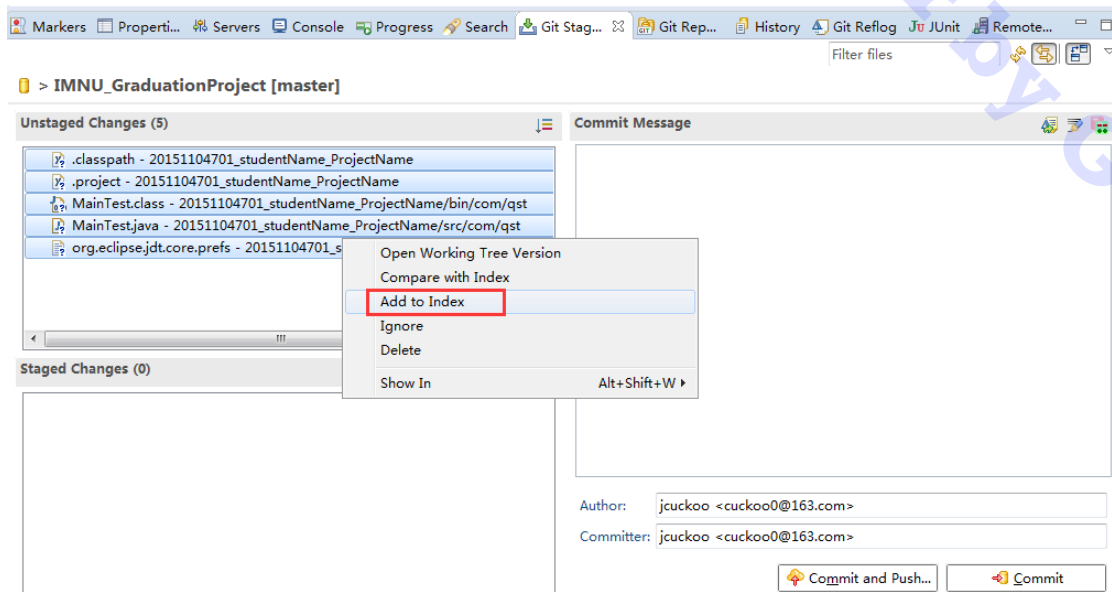 Markers Properti... Servers Console Progress Search Git Stag... Git Rep... History Git Reflog JUnit Remote...
Filter files
> IMNU_GraduationProject [master]
Unstaged Changes (5)
Commit Message
.classpath - 20151104701_studentName_ProjectName
.project - 20151104701_studentName_ProjectName
MainTest.class - 20151104701_studentName_ProjectName/bin/com/qst
MainTest.java - 20151104701_studentName_ProjectName/src/com/qst
org.eclipse.jdt.core.prefs - 20151104701_s
Open Working Tree Version
Compare with Index
Add to Index
Ignore
Delete
Show In Alt+Shift+W
Staged Changes (0)
Author: jcuckoo <cuckoo0@163.com>
Committer: jcuckoo <cuckoo0@163.com>
Commit and Push... Commit